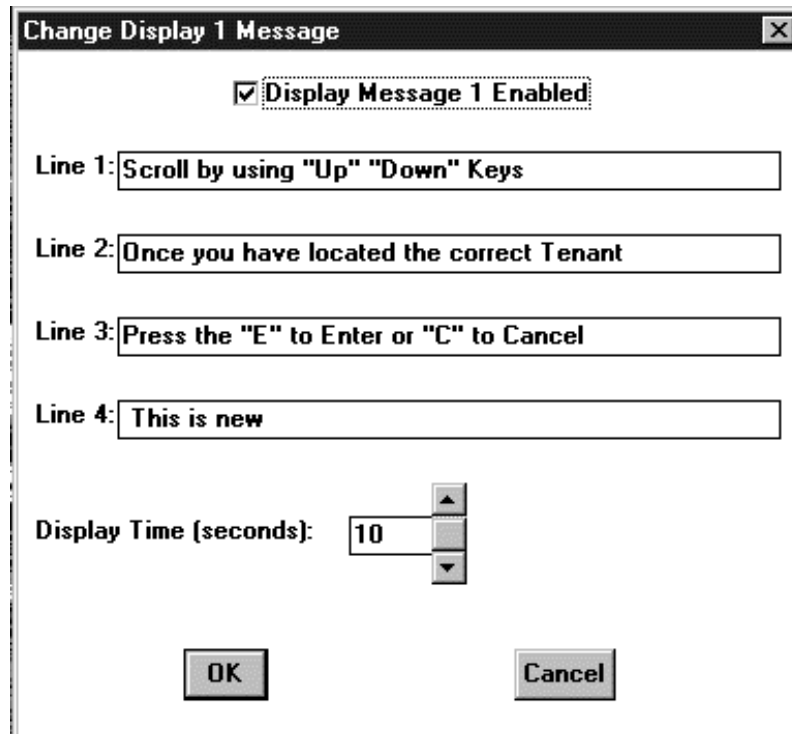 Change Display 1 Message
Display Message 1 Enabled
Line 1: Scroll by using "Up" "Down" Keys
Line 2: Once you have located the correct Tenant
Line 3: Press the "E" to Enter or "C" to Cancel
Line 4: This is new
Display Time (seconds): 10
OK Cancel